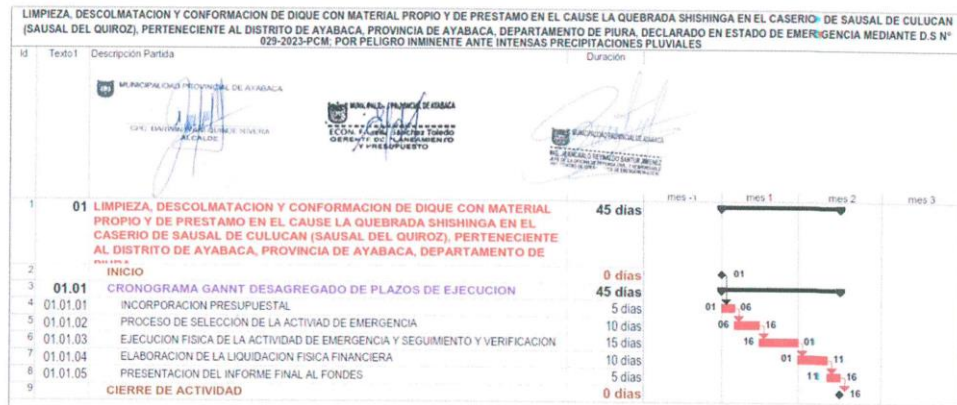 LIMPIEZA, DESCOLMATACION Y CONFORMACION DE DIQUE CON MATERIAL PROPIO Y DE PRESTAMO EN EL CAUSE LA QUEBRADA SHISHINGA EN EL CASERIO DE SAUSAL DE CULUCAN
(SAUSAL DEL QUIROZ), PERTENECIENTE AL DISTRITO DE AYABACA, PROVINCIA DE AYABACA, DEPARTAMENTO DE PIURA. DECLARADO EN ESTADO DE EMERGENCIA MEDIANTE D.S N°
029-2023-PCM; POR PELIGRO INMINENTE ANTE INTENSAS PRECIPITACIONES PLUVIALES
Id Texto1 Descripción Partida Duración
MUNICIPALIDAD PROVINCIAL DE AYABACA
ALCALDE
MUNICIPALIDAD PROVINCIAL DE AYABACA
ECON. Sánchez Toledo
GERENTE DE PLANEAMIENTO
Y PRESUPUESTO
MUNICIPALIDAD PROVINCIAL DE AYABACA
mes -1 mes 1 mes 2 mes 3
1 01 LIMPIEZA, DESCOLMATACION Y CONFORMACION DE DIQUE CON MATERIAL 45 días
PROPIO Y DE PRESTAMO EN EL CAUSE LA QUEBRADA SHISHINGA EN EL
CASERIO DE SAUSAL DE CULUCAN (SAUSAL DEL QUIROZ), PERTENECIENTE
AL DISTRITO DE AYABACA, PROVINCIA DE AYABACA, DEPARTAMENTO DE
PIURA
2 INICIO 0 días 01
3 01.01 CRONOGRAMA GANNT DESAGREGADO DE PLAZOS DE EJECUCION 45 días
4 01.01.01 INCORPORACION PRESUPUESTAL 5 días 01 06
5 01.01.02 PROCESO DE SELECCIÓN DE LA ACTIVIAD DE EMERGENCIA 10 días 06 16
6 01.01.03 EJECUCION FISICA DE LA ACTIVIDAD DE EMERGENCIA Y SEGUIMIENTO Y VERIFICACION 15 días 16 01
7 01.01.04 ELABORACION DE LA LIQUIDACION FISICA FINANCIERA 10 días 01 11
8 01.01.05 PRESENTACION DEL INFORME FINAL AL FONDES 5 días 11 16
9 CIERRE DE ACTIVIDAD 0 días 16